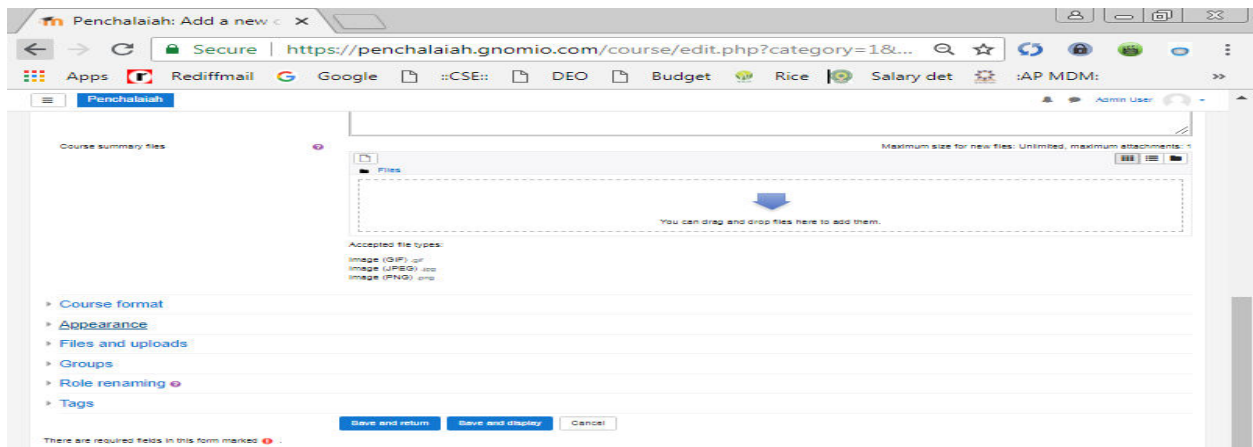 Penchalaiah: Add a new c
Secure | https://penchalaiah.gnomio.com/course/edit.php?category=1&...
Apps Rediffmail Google ::CSE:: DEO Budget Rice Salary det :AP MDM: »
Penchalaiah Admin User
Course summary files Maximum size for new files: Unlimited, maximum attachments: 1
Files
You can drag and drop files here to add them.
Accepted file types:
Image (GIF) .gif
Image (JPEG) .jpg
Image (PNG) .png
Course format
Appearance
Files and uploads
Groups
Role renaming
Tags
Save and return Save and display Cancel
There are required fields in this form marked .